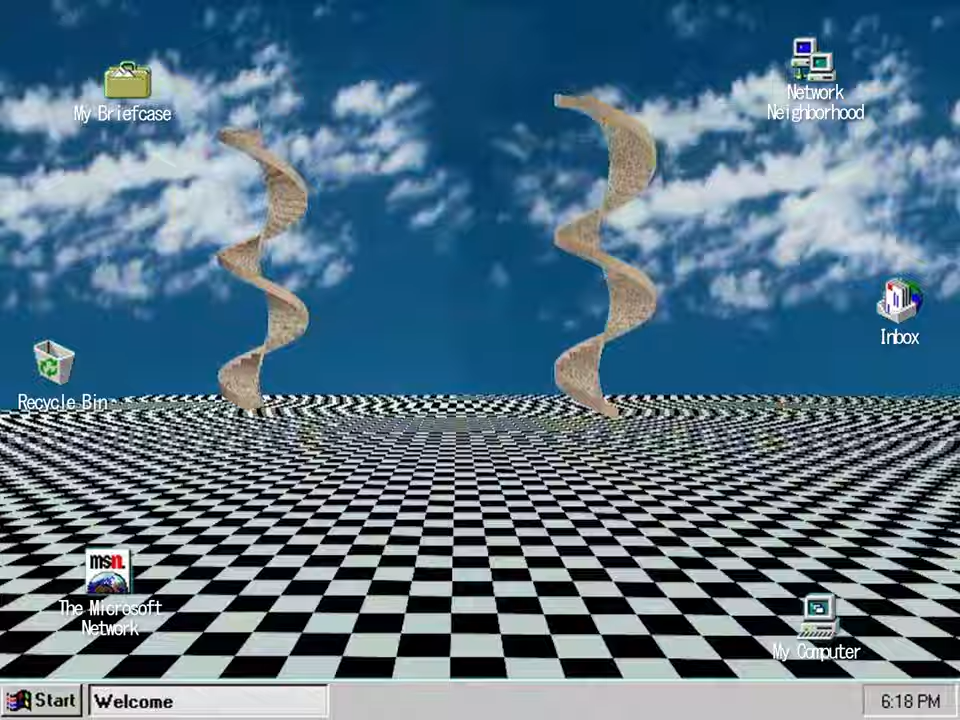 My Briefcase
Network
Neighborhood
Inbox
Recycle Bin
msn.
The Microsoft
Network
My Computer
Start
Welcome
6:18 PM